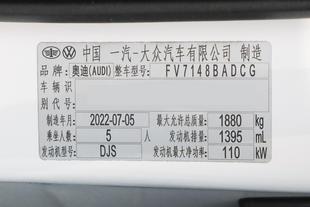 中国 一汽-大众汽车有限公司 制造
品牌: 奥迪(AUDI) 整车型号: FV7148BADCG
车辆识别代号:
制造年月: 2022-07-05 最大允许总质量: 1880 kg
乘坐人数: 5 人 发动机排量: 1395 mL
发动机型号: DJS 发动机最大净功率: 110 kW